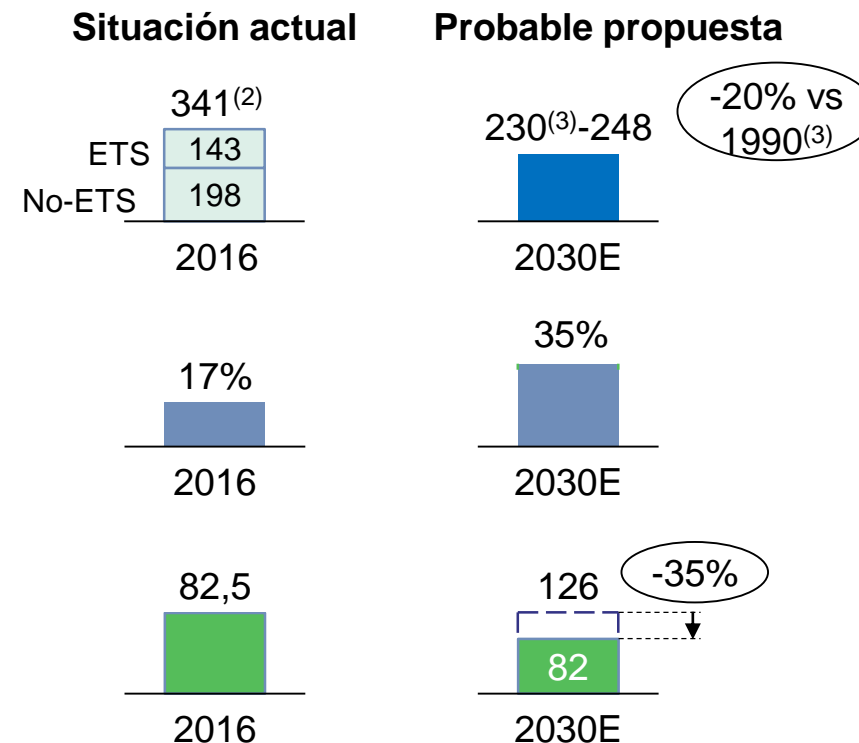 Situación actual Probable propuesta
341(2)
230(3)-248
-20% vs
1990(3)
ETS 143
No-ETS 198
2016 2030E
17% 35%
2016 2030E
82,5 126 -35%
82
2016 2030E